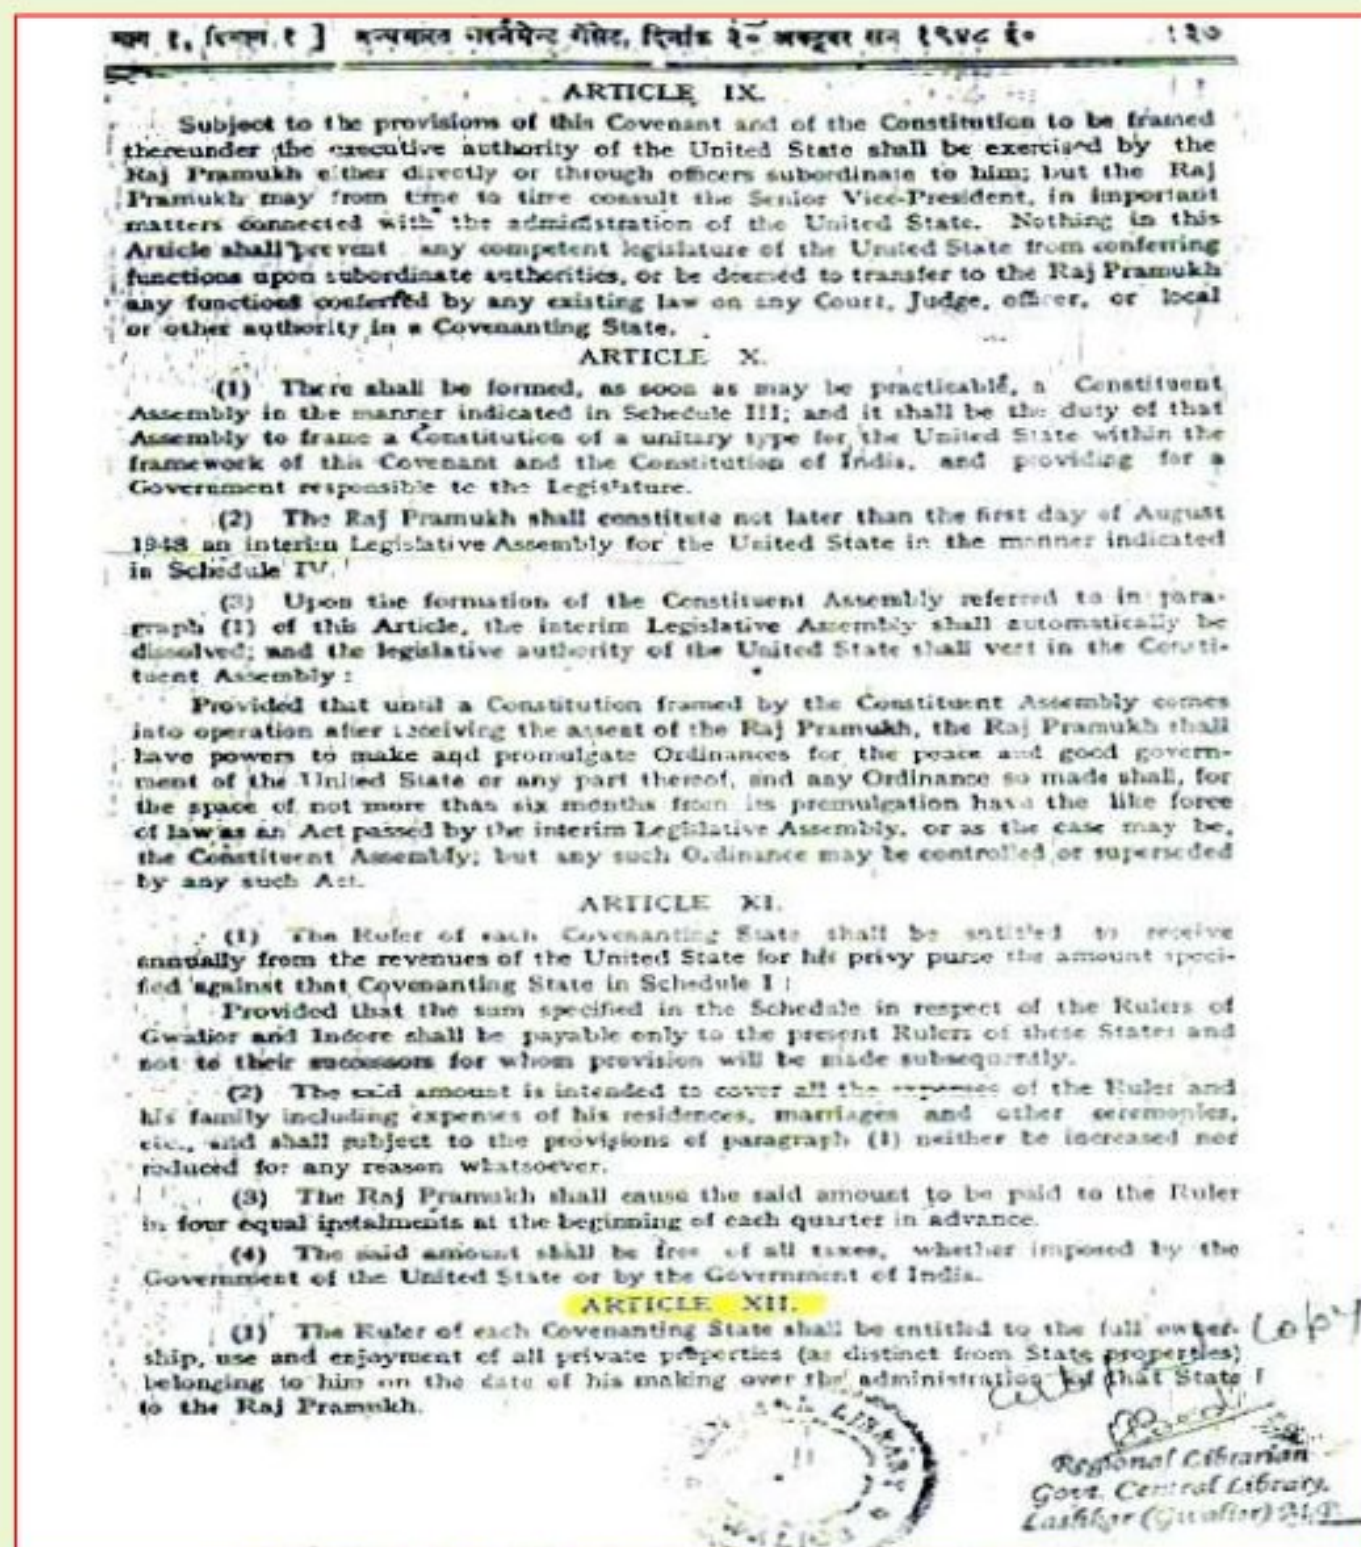 भाग १, विभाग १ ] मध्यभारत गवर्नमेन्ट गॅझेट, दिनांक ३० अक्टूबर सन १९४८ ई० १३७
ARTICLE IX.
Subject to the provisions of this Covenant and of the Constitution to be framed
thereunder the executive authority of the United State shall be exercised by the
Raj Pramukh either directly or through officers subordinate to him; but the Raj
Pramukh may from time to time consult the Senior Vice-President, in important
matters connected with the administration of the United State. Nothing in this
Article shall prevent any competent legislature of the United State from conferring
functions upon subordinate authorities, or be deemed to transfer to the Raj Pramukh
any functions conferred by any existing law on any Court, Judge, officer, or local
or other authority in a Covenanting State.
ARTICLE X.
(1) There shall be formed, as soon as may be practicable, a Constituent
Assembly in the manner indicated in Schedule III; and it shall be the duty of that
Assembly to frame a Constitution of a unitary type for the United State within the
framework of this Covenant and the Constitution of India, and providing for a
Government responsible to the Legislature.
(2) The Raj Pramukh shall constitute not later than the first day of August
1948 an interim Legislative Assembly for the United State in the manner indicated
in Schedule IV.
(3) Upon the formation of the Constituent Assembly referred to in para-
graph (1) of this Article, the interim Legislative Assembly shall automatically be
dissolved; and the legislative authority of the United State shall vest in the Consti-
tuent Assembly :
Provided that until a Constitution framed by the Constituent Assembly comes
into operation after receiving the assent of the Raj Pramukh, the Raj Pramukh shall
have powers to make and promulgate Ordinances for the peace and good govern-
ment of the United State or any part thereof, and any Ordinance so made shall, for
the space of not more than six months from its promulgation have the like force
of law as an Act passed by the interim Legislative Assembly, or as the case may be,
the Constituent Assembly; but any such Ordinance may be controlled or superseded
by any such Act.
ARTICLE XI.
(1) The Ruler of each Covenanting State shall be entitled to receive
annually from the revenues of the United State for his privy purse the amount speci-
fied against that Covenanting State in Schedule I :
Provided that the sum specified in the Schedule in respect of the Rulers of
Gwalior and Indore shall be payable only to the present Rulers of these States and
not to their successors for whom provision will be made subsequently.
(2) The said amount is intended to cover all the expenses of the Ruler and
his family including expenses of his residences, marriages and other ceremonies,
etc., and shall subject to the provisions of paragraph (1) neither be increased nor
reduced for any reason whatsoever.
(3) The Raj Pramukh shall cause the said amount to be paid to the Ruler
in four equal instalments at the beginning of each quarter in advance.
(4) The said amount shall be free of all taxes, whether imposed by the
Government of the United State or by the Government of India.
ARTICLE XII.
(1) The Ruler of each Covenanting State shall be entitled to the full owner-
ship, use and enjoyment of all private properties (as distinct from State properties)
belonging to him on the date of his making over the administration of that State
to the Raj Pramukh.
Copy
LIBRARY
Regional Librarian
Govt. Central Library,
Lashkar (Gwalior) M.P.